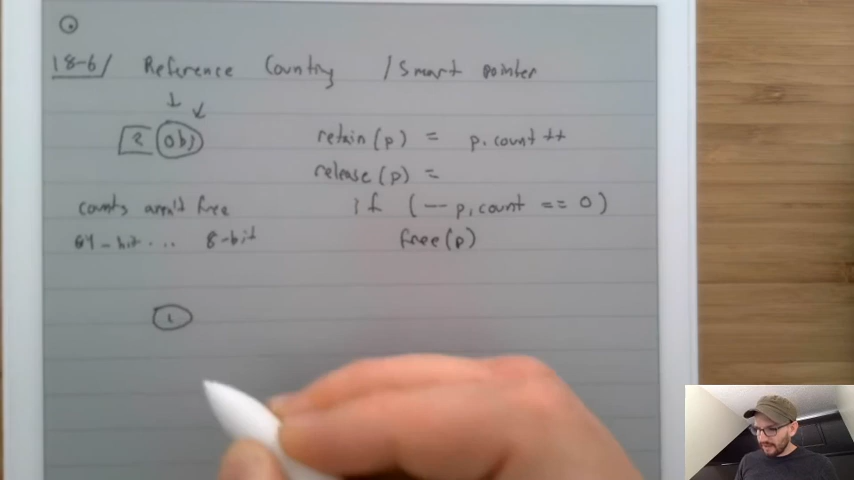 18-6/ Reference Counting / Smart pointer
2 Obj
retain(p) = p.count ++
release(p) =
counts aren't free
if (-- p.count == 0)
64-bit ... 8-bit
free(p)
1